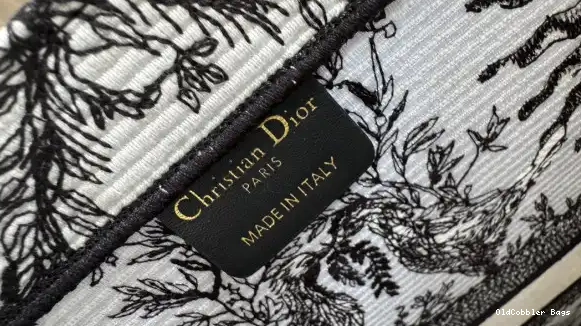 Christian Dior
PARIS
MADE IN ITALY
OldCobbler Bags